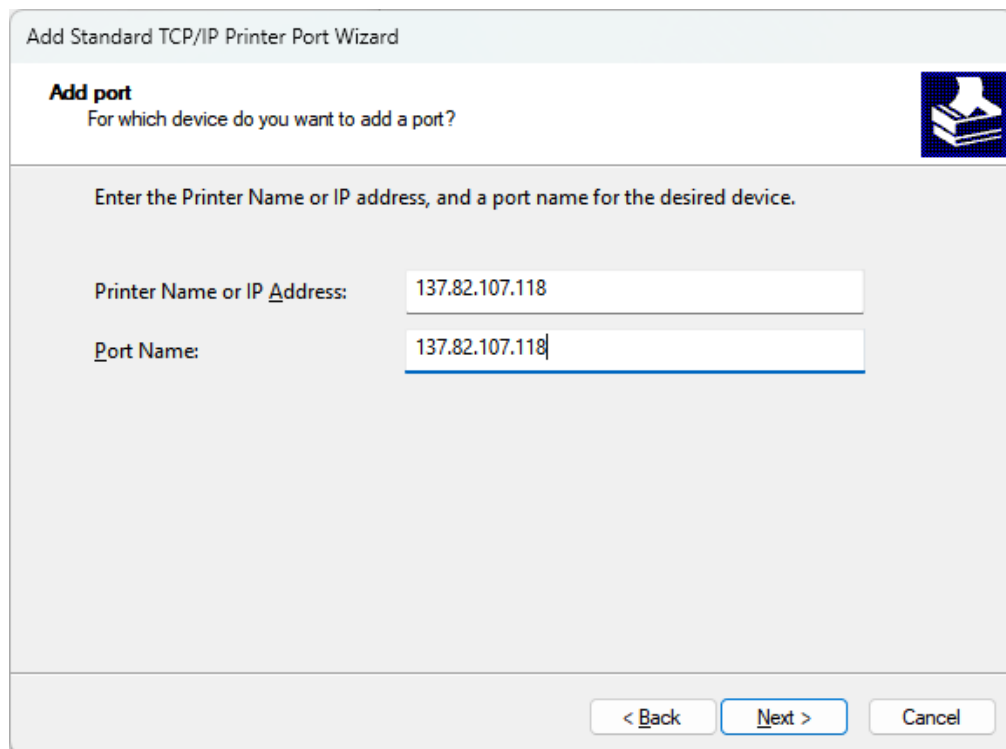 Add Standard TCP/IP Printer Port Wizard
Add port
For which device do you want to add a port?
Enter the Printer Name or IP address, and a port name for the desired device.
Printer Name or IP Address: 137.82.107.118
Port Name: 137.82.107.118
< Back Next > Cancel